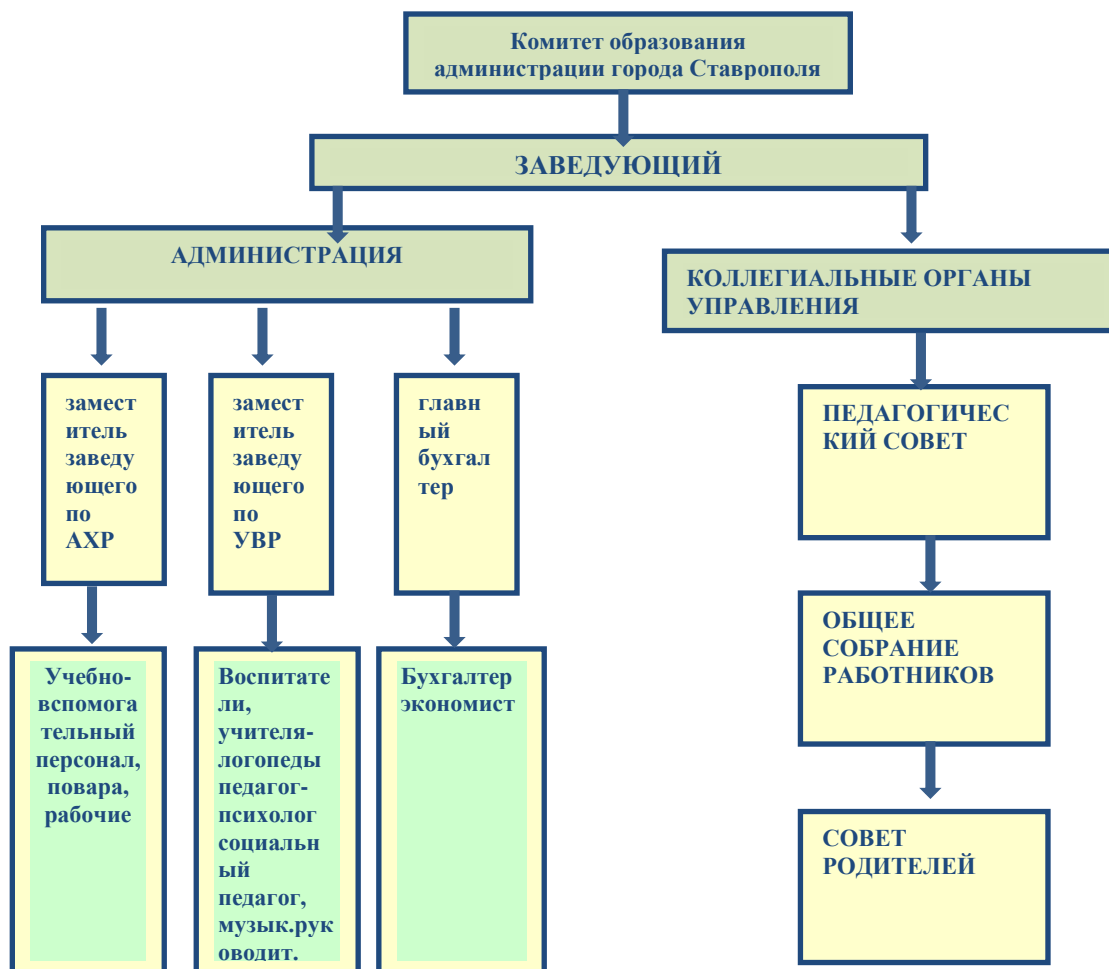 Комитет образования
администрации города Ставрополя
ЗАВЕДУЮЩИЙ
АДМИНИСТРАЦИЯ
КОЛЛЕГИАЛЬНЫЕ ОРГАНЫ
УПРАВЛЕНИЯ
замест
итель
заведу
ющего
по
АХР
замест
итель
заведу
ющего
по
УВР
главн
ый
бухгал
тер
ПЕДАГОГИЧЕС
КИЙ СОВЕТ
ОБЩЕЕ
СОБРАНИЕ
РАБОТНИКОВ
Учебно-
вспомога
тельный
персонал,
повара,
рабочие
Воспитате
ли,
учителя-
логопеды
педагог-
психолог
социальн
ый
педагог,
музык.рук
оводит.
Бухгалтер
экономист
СОВЕТ
РОДИТЕЛЕЙ